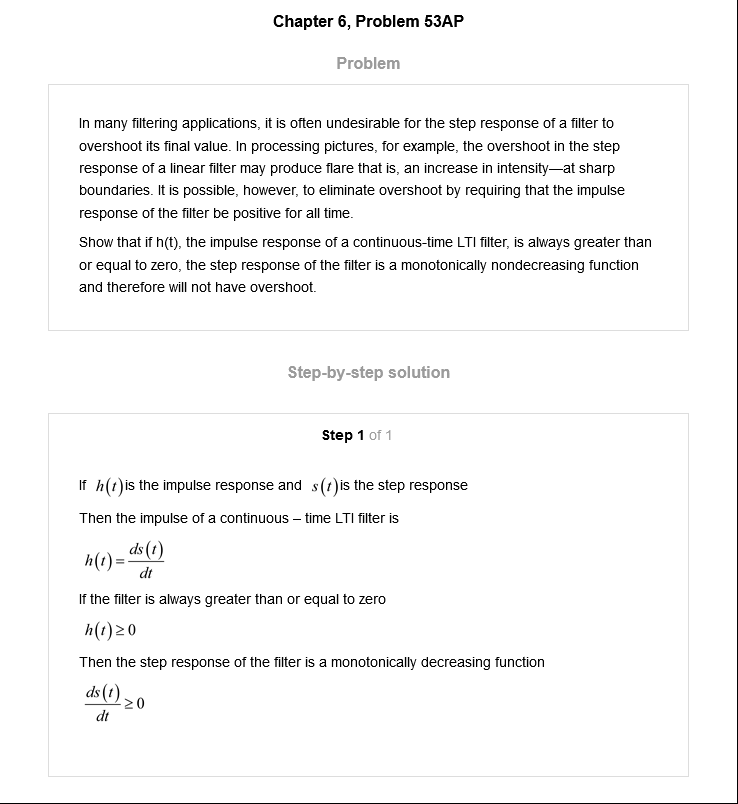 Chapter 6, Problem 53AP
Problem
In many filtering applications, it is often undesirable for the step response of a filter to
overshoot its final value. In processing pictures, for example, the overshoot in the step
response of a linear filter may produce flare that is, an increase in intensity—at sharp
boundaries. It is possible, however, to eliminate overshoot by requiring that the impulse
response of the filter be positive for all time.
Show that if h(t), the impulse response of a continuous-time LTI filter, is always greater than
or equal to zero, the step response of the filter is a monotonically nondecreasing function
and therefore will not have overshoot.
Step-by-step solution
Step 1 of 1
If h(t)is the impulse response and s(t)is the step response
Then the impulse of a continuous – time LTI filter is
h(t)=ds(t)/dt
If the filter is always greater than or equal to zero
h(t)≥0
Then the step response of the filter is a monotonically decreasing function
ds(t)/dt≥0